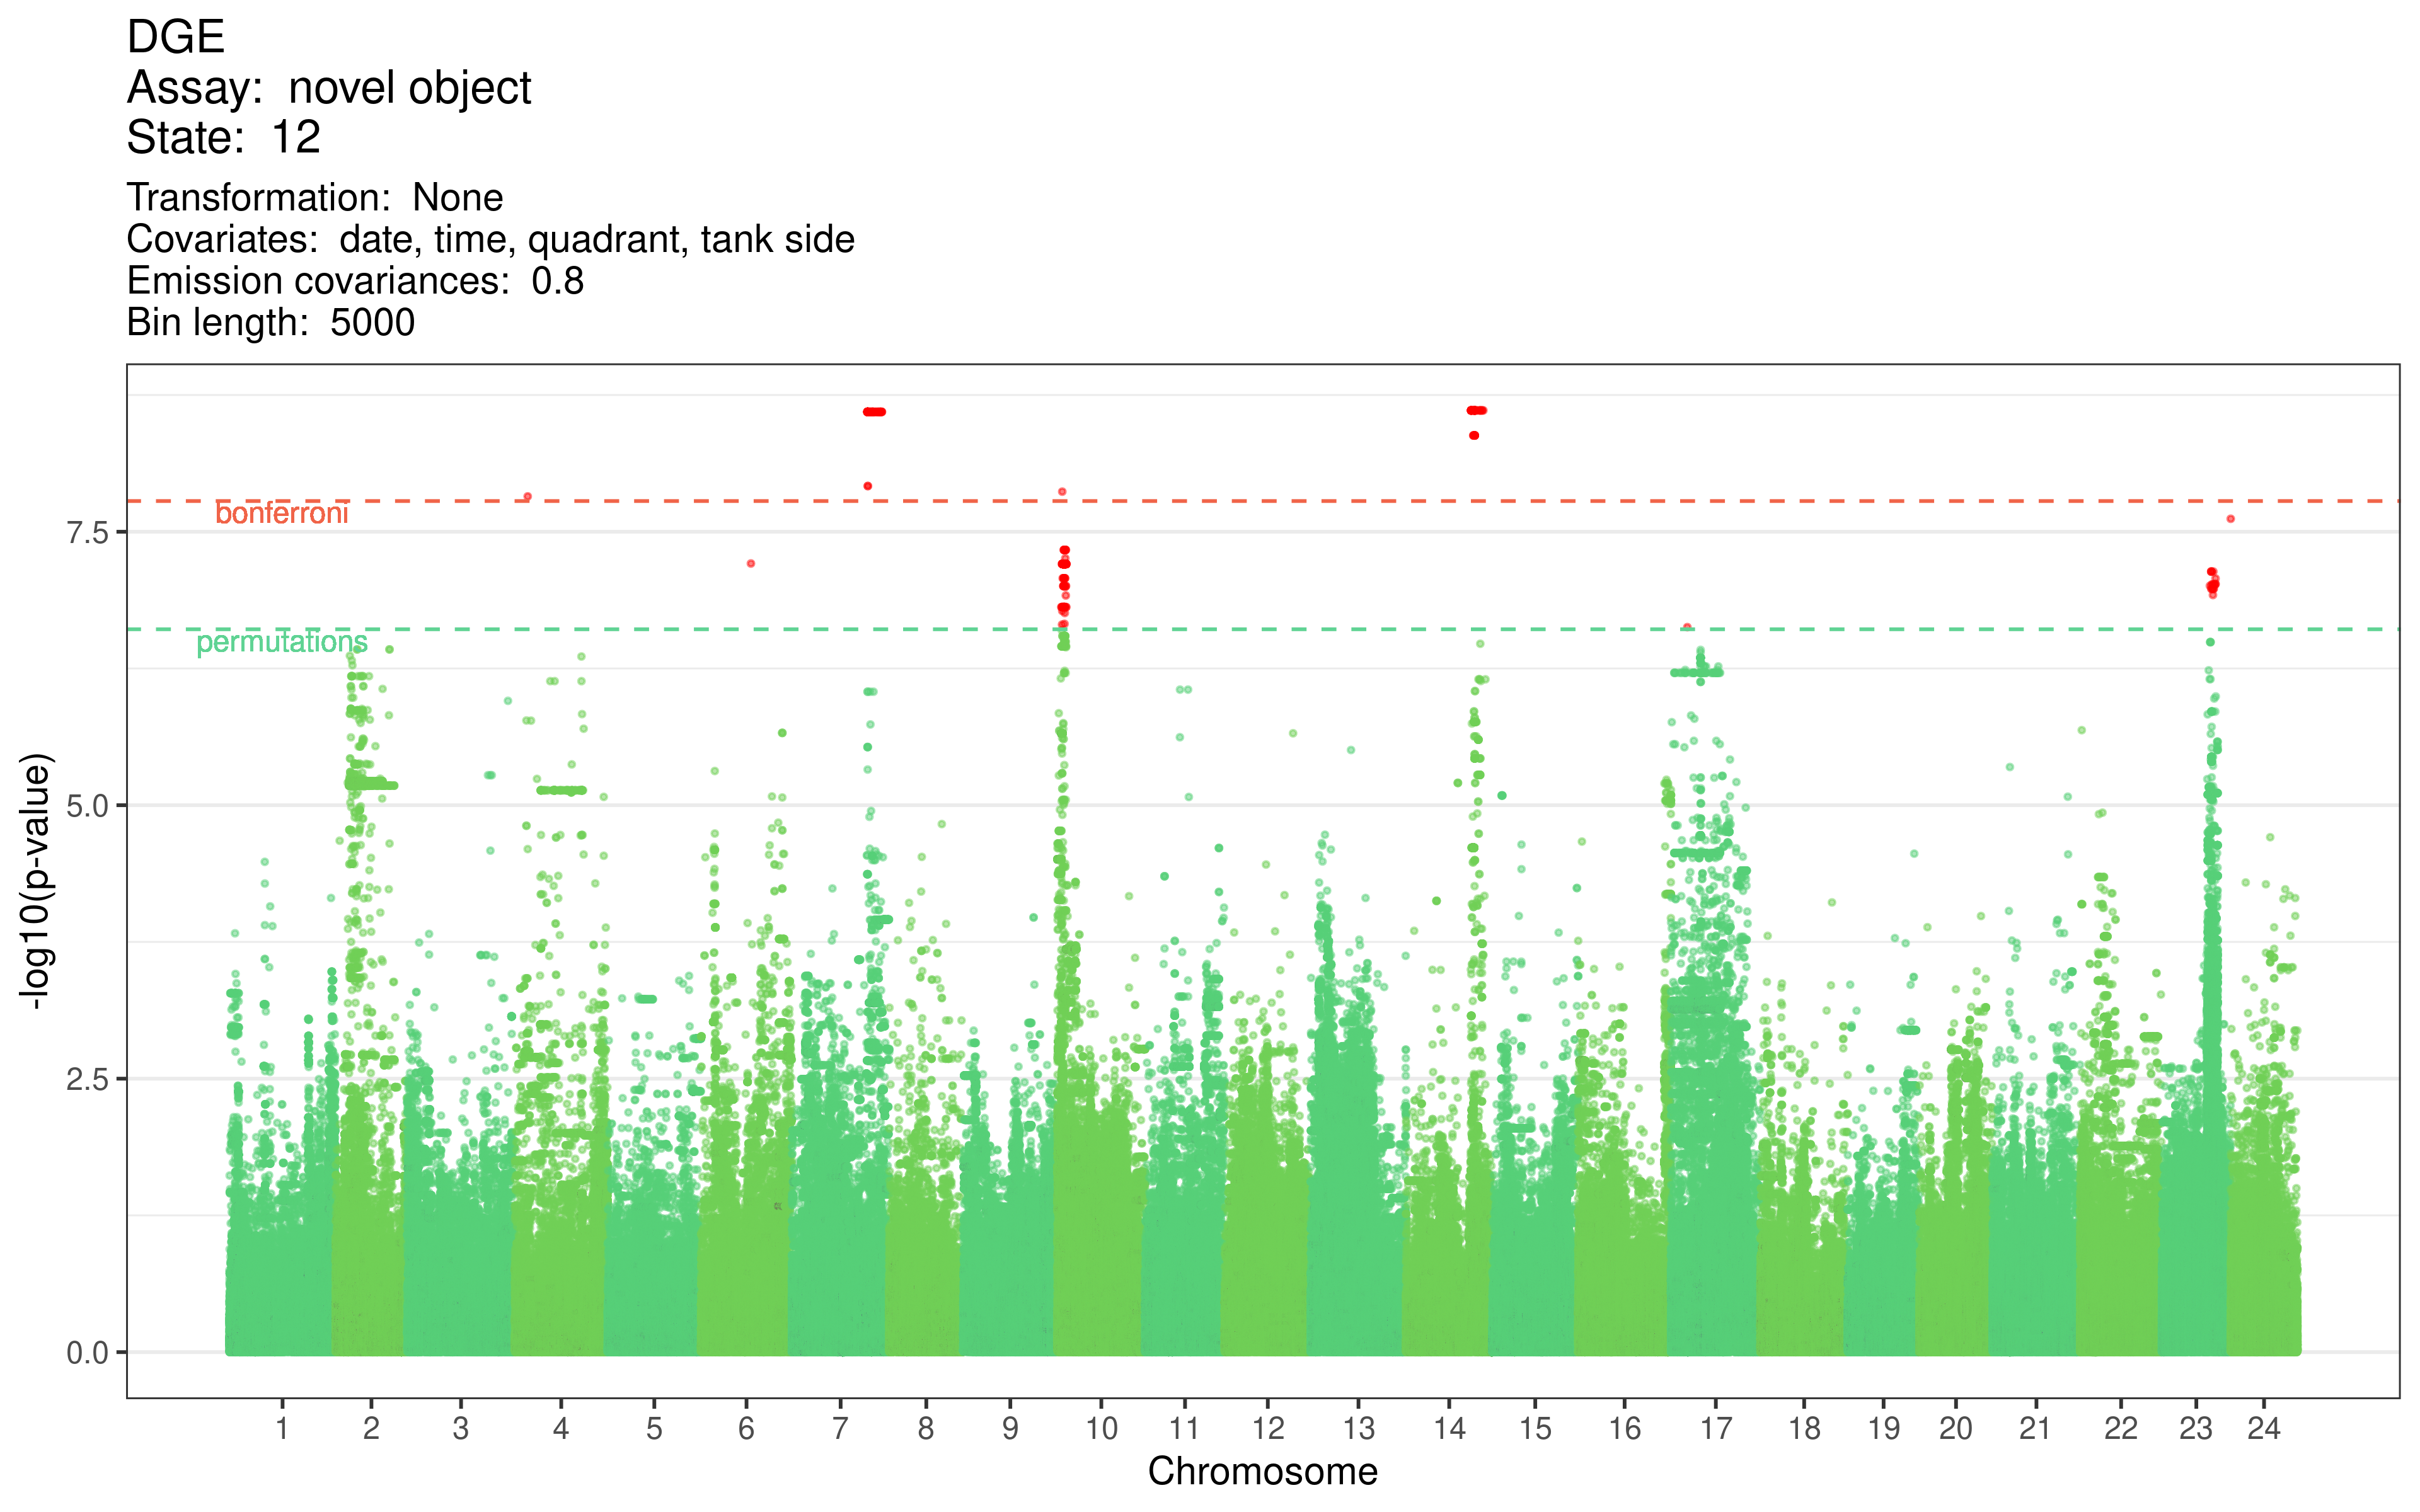 DGE
Assay:  novel object
State:  12
Transformation:  None
Covariates:  date, time, quadrant, tank side
Emission covariances:  0.8
Bin length:  5000
bonferroni
7.5
permutations
5.0
-log10(p-value)
2.5
0.0
1 2 3 4 5 6 7 8 9 10 11 12 13 14 15 16 17 18 19 20 21 22 23 24
Chromosome